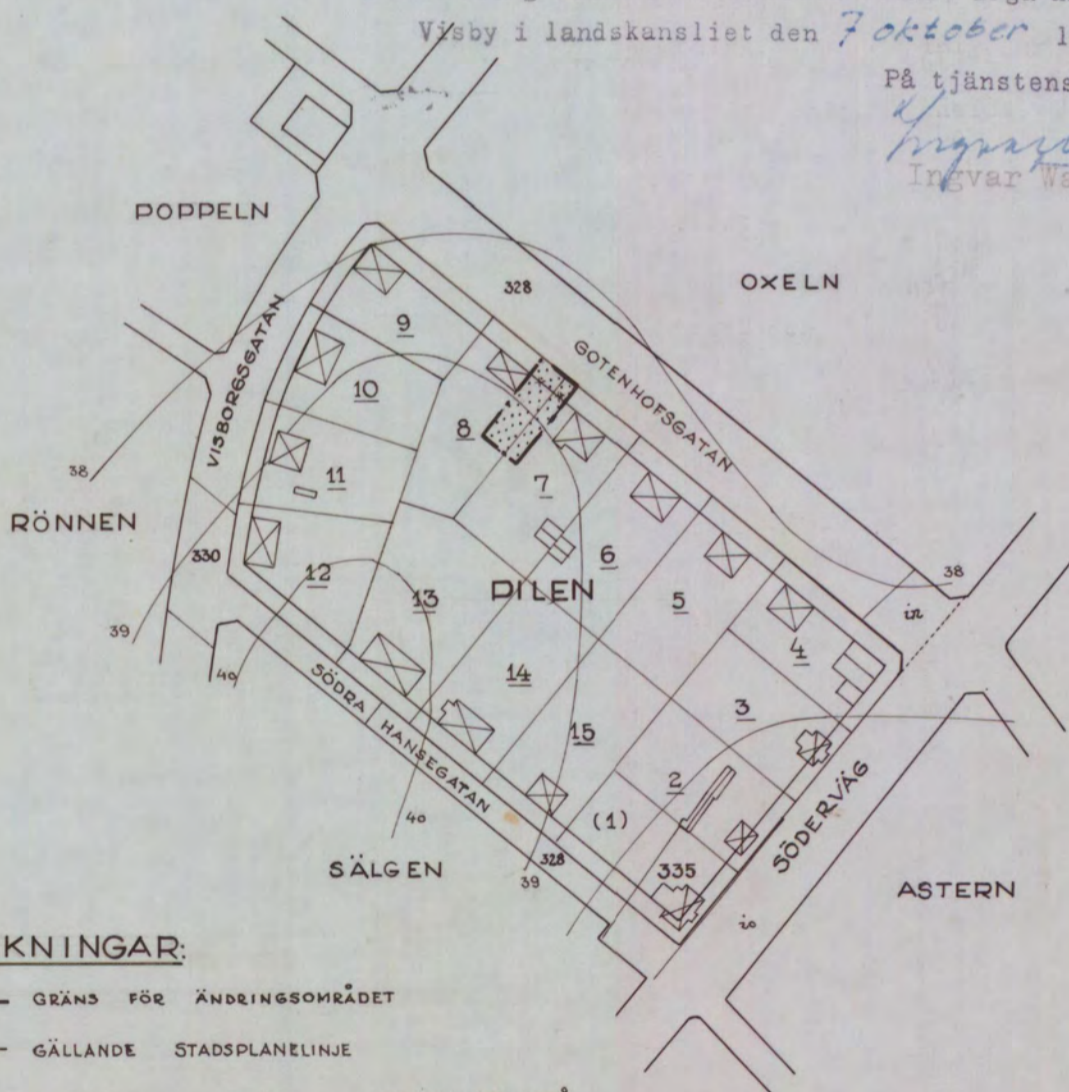 Visby i landskansliet den 7 oktober 1
På tjänstens
Ingvar Wa
POPPELN
OXELN
328
GOTENHOFSGATAN
VISBORGSGATAN
9
10
8
38
11
7
RÖNNEN
330
6
12
PILEN
5
38
13
4
39
40
14
3
SÖDRA HANSEGATAN
15
2
(1)
SÖDERVÄG
40
328
335
SÄLGEN
39
ASTERN
KNINGAR:
GRÄNS FÖR ÄNDRINGSOMRÅDET
GÄLLANDE STADSPLANELINJE